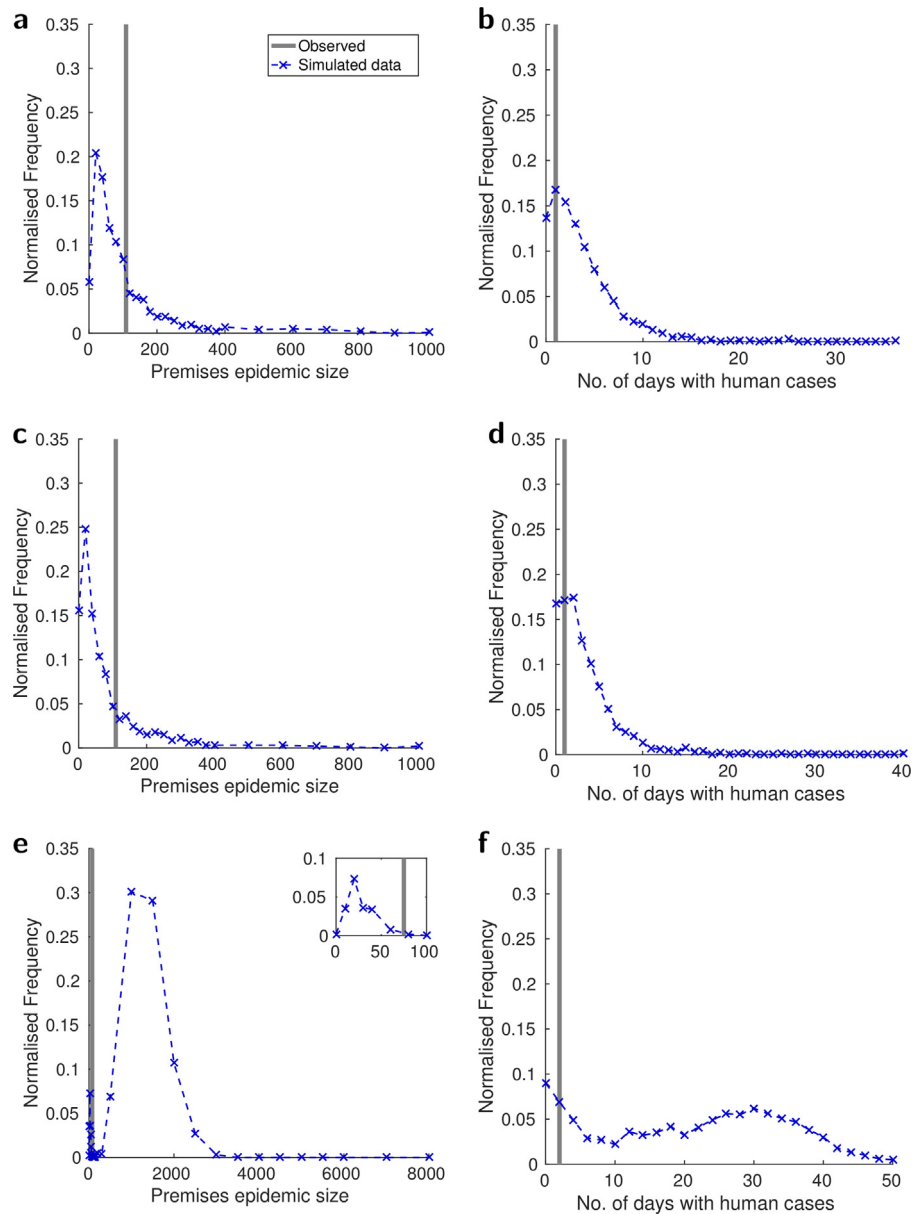 a
0.35
0.3
0.25
0.2
0.15
0.1
0.05
0
Normalised Frequency
Observed
Simulated data
0 200 400 600 800 1000
Premises epidemic size
b
0.35
0.3
0.25
0.2
0.15
0.1
0.05
0
Normalised Frequency
0 10 20 30
No. of days with human cases
c
0.35
0.3
0.25
0.2
0.15
0.1
0.05
0
Normalised Frequency
0 200 400 600 800 1000
Premises epidemic size
d
0.35
0.3
0.25
0.2
0.15
0.1
0.05
0
Normalised Frequency
0 10 20 30 40
No. of days with human cases
e
0.35
0.3
0.25
0.2
0.15
0.1
0.05
0
Normalised Frequency
0.1
0.05
0
0 50 100
0 2000 4000 6000 8000
Premises epidemic size
f
0.35
0.3
0.25
0.2
0.15
0.1
0.05
0
Normalised Frequency
0 10 20 30 40 50
No. of days with human cases